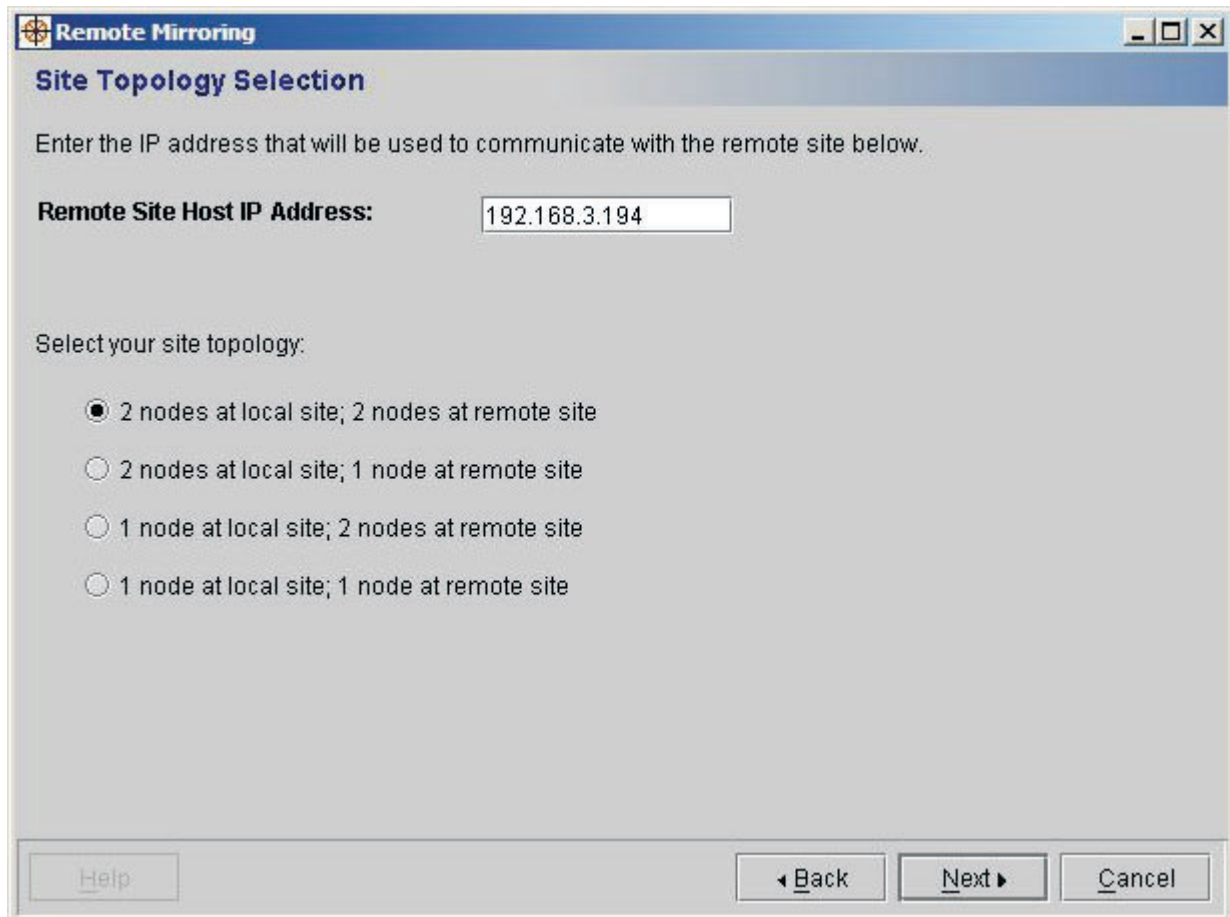 Remote Mirroring
Site Topology Selection
Enter the IP address that will be used to communicate with the remote site below.
Remote Site Host IP Address: 192.168.3.194
Select your site topology:
2 nodes at local site; 2 nodes at remote site
2 nodes at local site; 1 node at remote site
1 node at local site; 2 nodes at remote site
1 node at local site; 1 node at remote site
Help Back Next Cancel